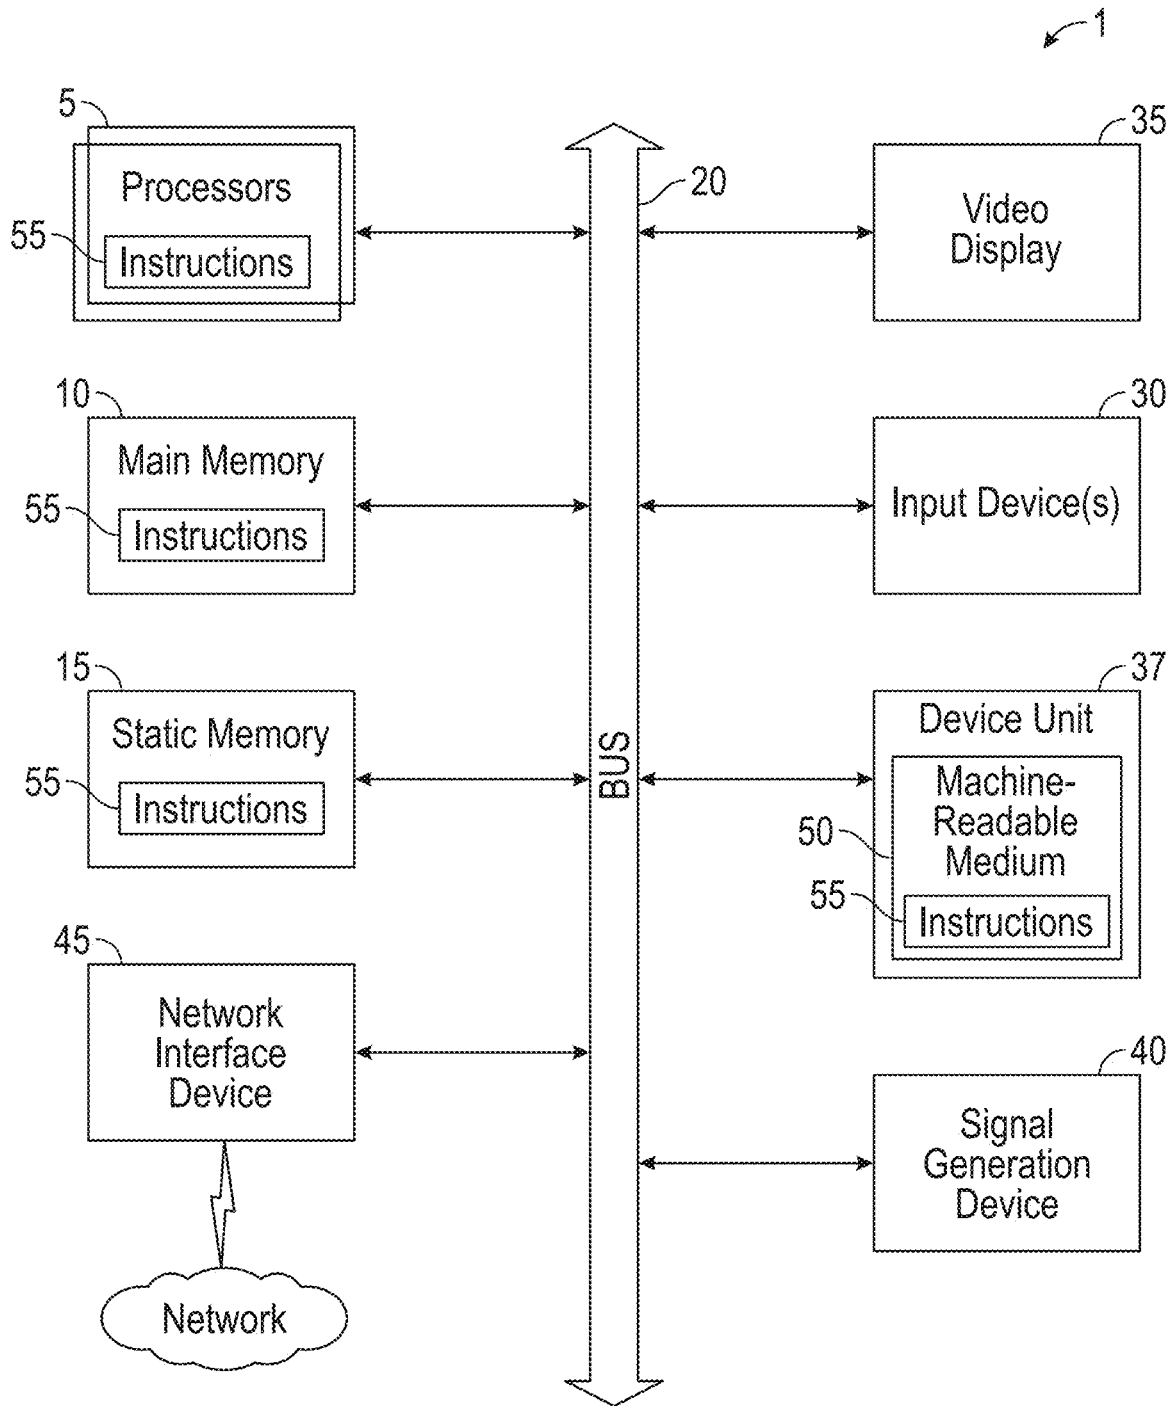 1
5
Processors
55
Instructions
10
Main Memory
55
Instructions
15
Static Memory
55
Instructions
45
Network
Interface
Device
Network
20
BUS
35
Video
Display
30
Input Device(s)
37
Device Unit
50
Machine-
Readable
Medium
55
Instructions
40
Signal
Generation
Device